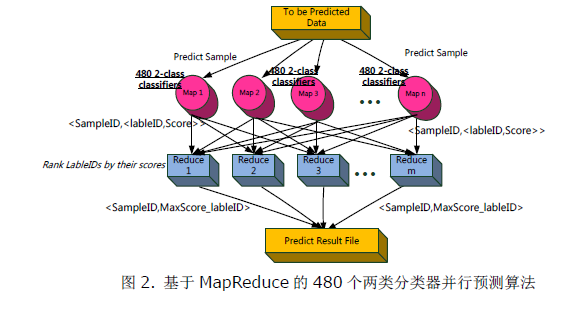 To be Predicted
Data
Predict Sample
Predict Sample
480 2-class
classifiers
480 2-class
classifiers
480 2-class
classifiers
Map 1
Map 2
Map 3
Map n
<SampleID,<lableID,Score>>
<SampleID,<lableID,Score>>
Rank LableIDs by their scores
Reduce
1
Reduce
2
Reduce
3
Reduce
m
<SampleID,MaxScore_lableID>
<SampleID,MaxScore_lableID>
Predict Result File
图 2. 基于 MapReduce 的 480 个两类分类器并行预测算法